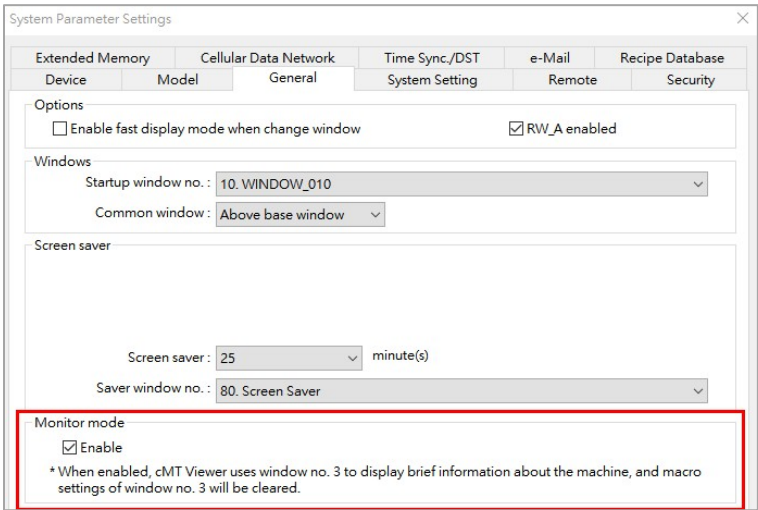 System Parameter Settings
Extended Memory Cellular Data Network Time Sync./DST e-Mail Recipe Database
Device Model General System Setting Remote Security
Options
Enable fast display mode when change window RW_A enabled
Windows
Startup window no. : 10. WINDOW_010
Common window : Above base window
Screen saver
Screen saver : 25 minute(s)
Saver window no. : 80. Screen Saver
Monitor mode
Enable
* When enabled, cMT Viewer uses window no. 3 to display brief information about the machine, and macro
settings of window no. 3 will be cleared.